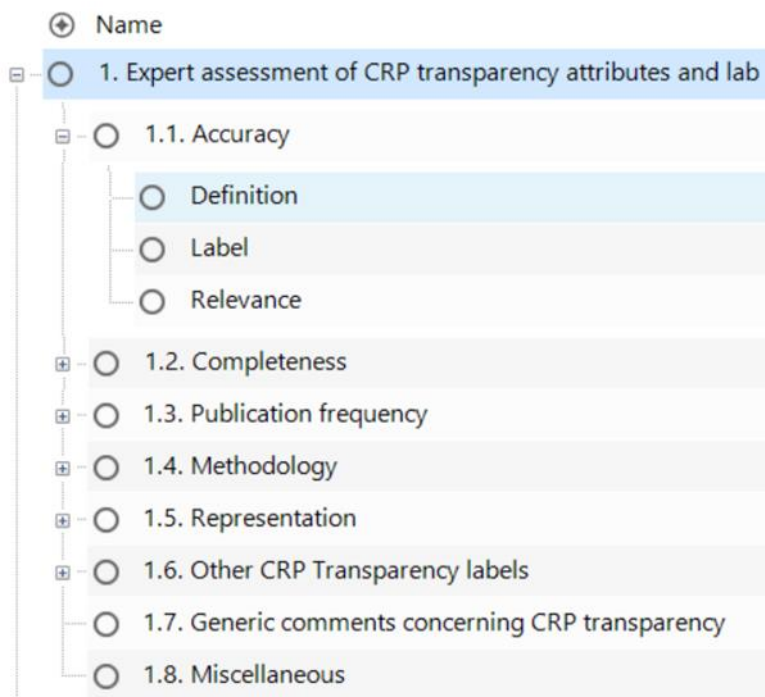 Name
1. Expert assessment of CRP transparency attributes and lab
1.1. Accuracy
Definition
Label
Relevance
1.2. Completeness
1.3. Publication frequency
1.4. Methodology
1.5. Representation
1.6. Other CRP Transparency labels
1.7. Generic comments concerning CRP transparency
1.8. Miscellaneous